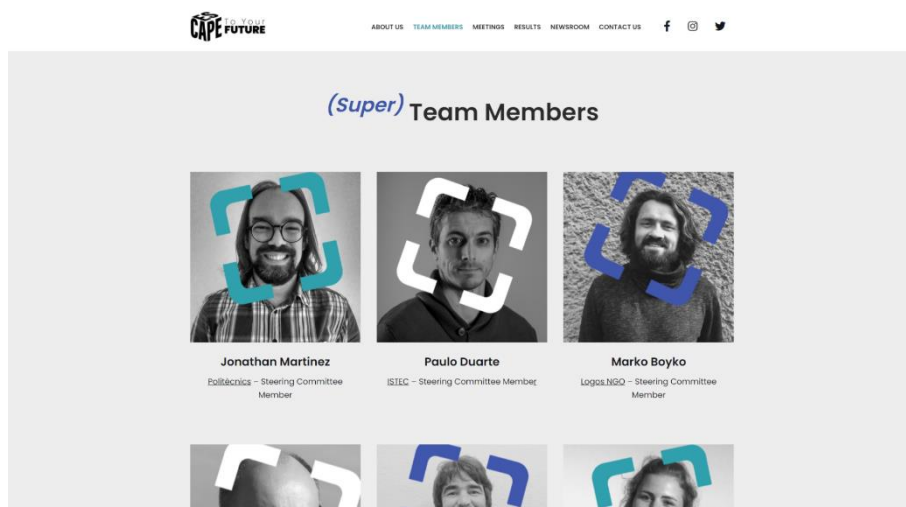 CAPE To Your FUTURE
ABOUT US TEAM MEMBERS MEETINGS RESULTS NEWSROOM CONTACT US
(Super) Team Members
Jonathan Martinez Paulo Duarte Marko Boyko
Politècnics – Steering Committee Member
ISTEC – Steering Committee Member
Logos NGO – Steering Committee Member